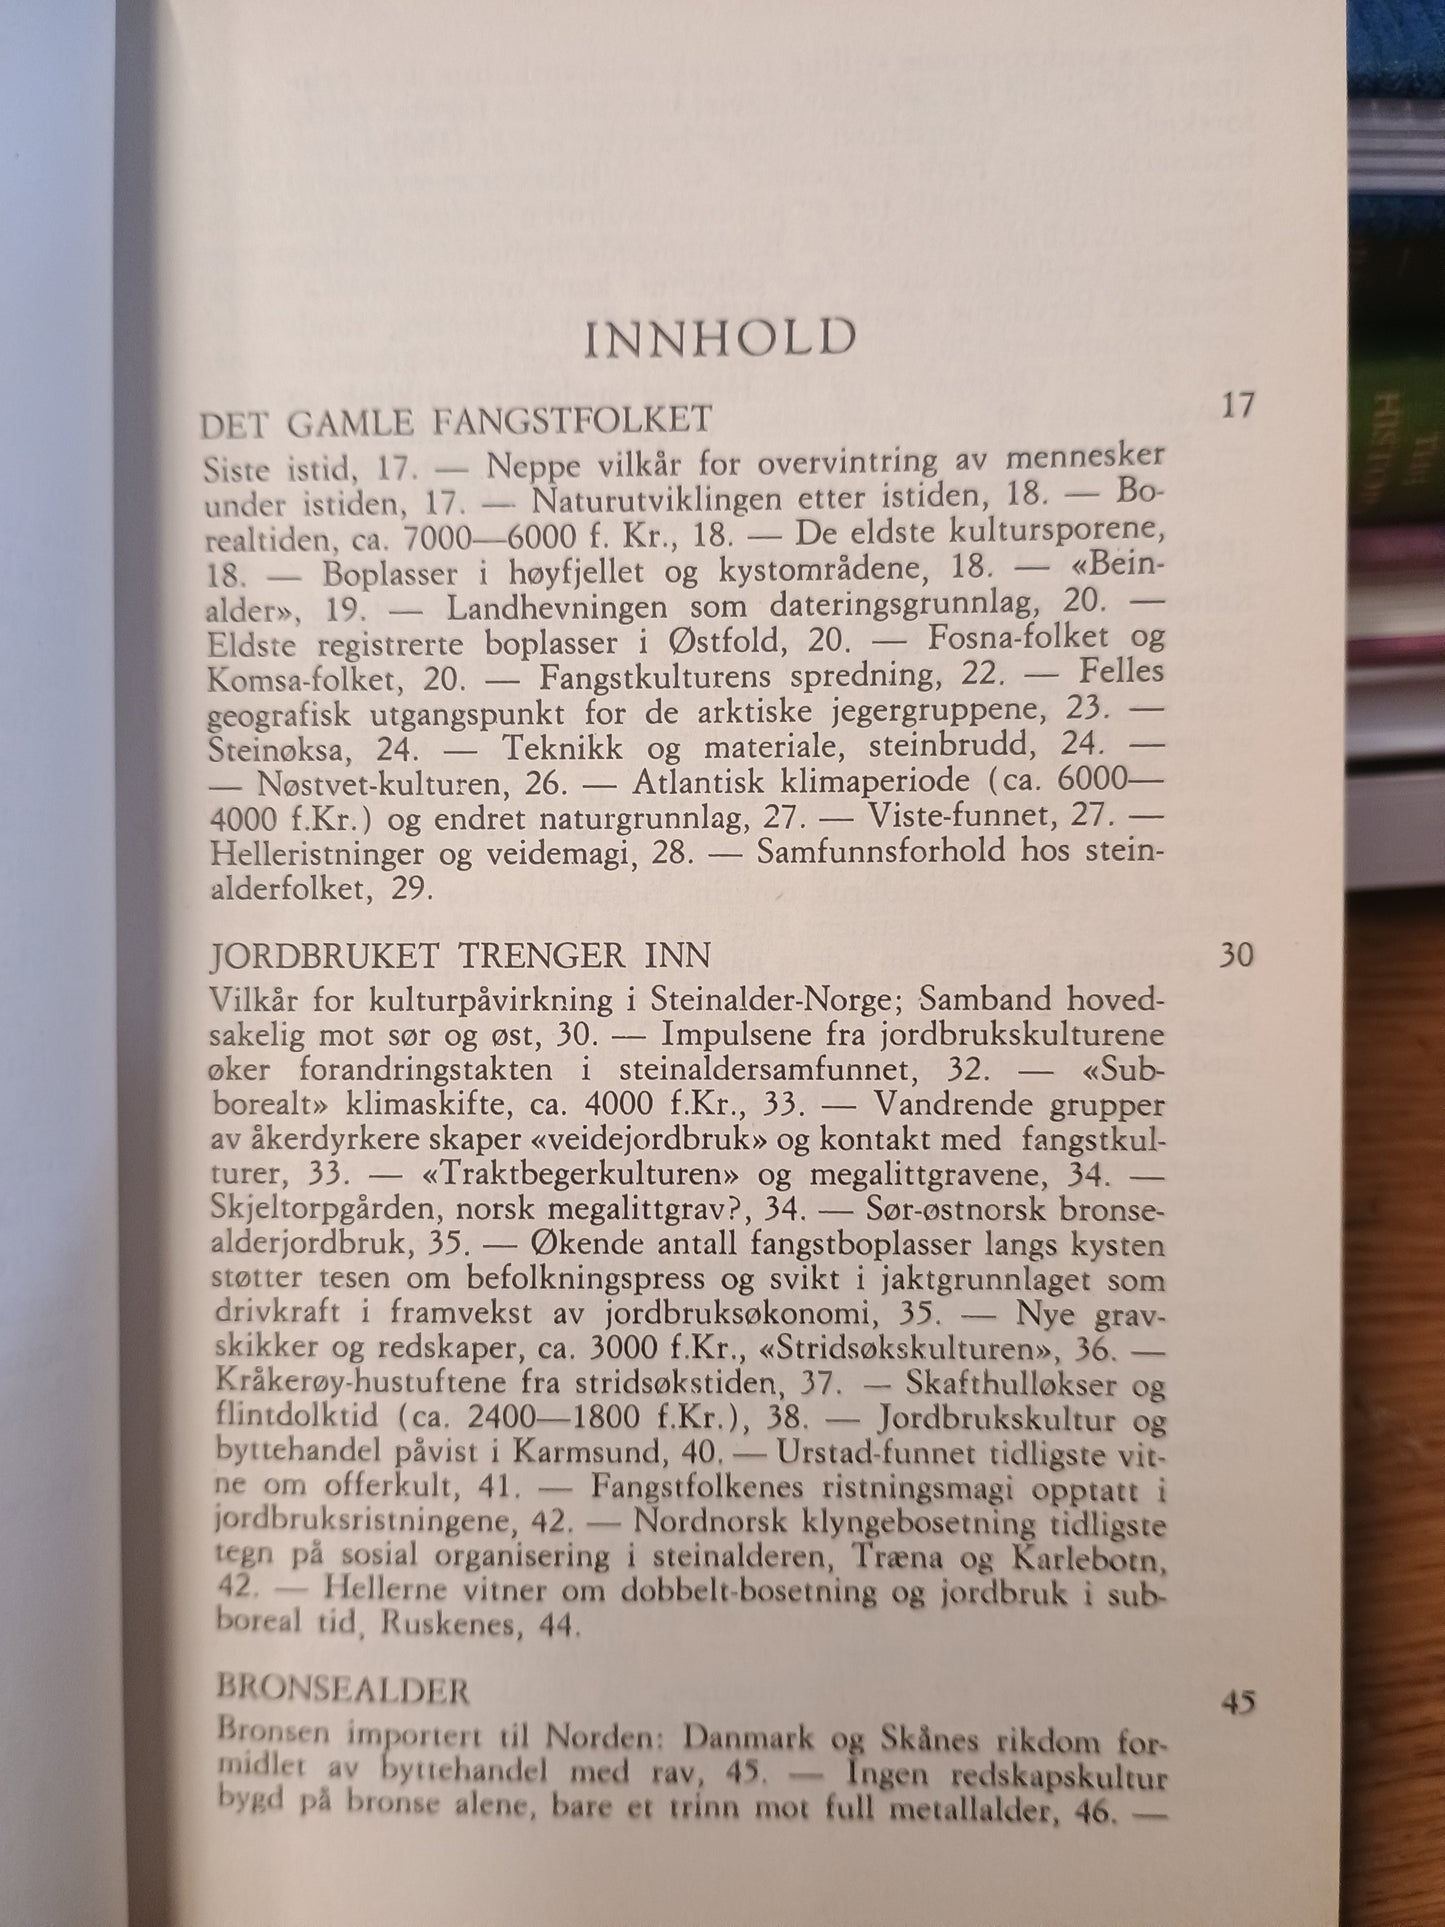 INNHOLD
DET GAMLE FANGSTFOLKET 17
Siste istid, 17. — Neppe vilkår for overvintring av mennesker
under istiden, 17. — Naturutviklingen etter istiden, 18. — Bo-
realtiden, ca. 7000—6000 f. Kr., 18. — De eldste kultursporene,
18. — Boplasser i høyfjellet og kystområdene, 18. — «Bein-
alder», 19. — Landhevningen som dateringsgrunnlag, 20. —
Eldste registrerte boplasser i Østfold, 20. — Fosna-folket og
Komsa-folket, 20. — Fangstkulturens spredning, 22. — Felles
geografisk utgangspunkt for de arktiske jegergruppene, 23. —
Steinøksa, 24. — Teknikk og materiale, steinbrudd, 24. —
— Nøstvet-kulturen, 26. — Atlantisk klimaperiode (ca. 6000—
4000 f.Kr.) og endret naturgrunnlag, 27. — Viste-funnet, 27. —
Helleristninger og veidemagi, 28. — Samfunnsforhold hos stein-
alderfolket, 29.
JORDBRUKET TRENGER INN 30
Vilkår for kulturpåvirkning i Steinalder-Norge; Samband hoved-
sakelig mot sør og øst, 30. — Impulsene fra jordbrukskulturene
øker forandringstakten i steinaldersamfunnet, 32. — «Sub-
borealt» klimaskifte, ca. 4000 f.Kr., 33. — Vandrende grupper
av åkerdyrkere skaper «veidejordbruk» og kontakt med fangstkul-
turer, 33. — «Traktbegerkulturen» og megalittgravene, 34. —
Skjeltorpgården, norsk megalittgrav?, 34. — Sør-østnorsk bronse-
alderjordbruk, 35. — Økende antall fangstboplasser langs kysten
støtter tesen om befolkningspress og svikt i jaktgrunnlaget som
drivkraft i framvekst av jordbruksøkonomi, 35. — Nye grav-
skikker og redskaper, ca. 3000 f.Kr., «Stridsøkskulturen», 36. —
Kråkerøy-hustuftene fra stridsøkstiden, 37. — Skafthulløkser og
flintdolktid (ca. 2400—1800 f.Kr.), 38. — Jordbrukskultur og
byttehandel påvist i Karmsund, 40. — Urstad-funnet tidligste vit-
ne om offerkult, 41. — Fangstfolkenes ristningsmagi opptatt i
jordbruksristningene, 42. — Nordnorsk klyngebosetning tidligste
tegn på sosial organisering i steinalderen, Træna og Karlebotn,
42. — Hellerne vitner om dobbelt-bosetning og jordbruk i sub-
boreal tid, Ruskenes, 44.
BRONSEALDER 45
Bronsen importert til Norden: Danmark og Skånes rikdom for-
midlet av byttehandel med rav, 45. — Ingen redskapskultur
bygd på bronse alene, bare et trinn mot full metallalder, 46. —
THE